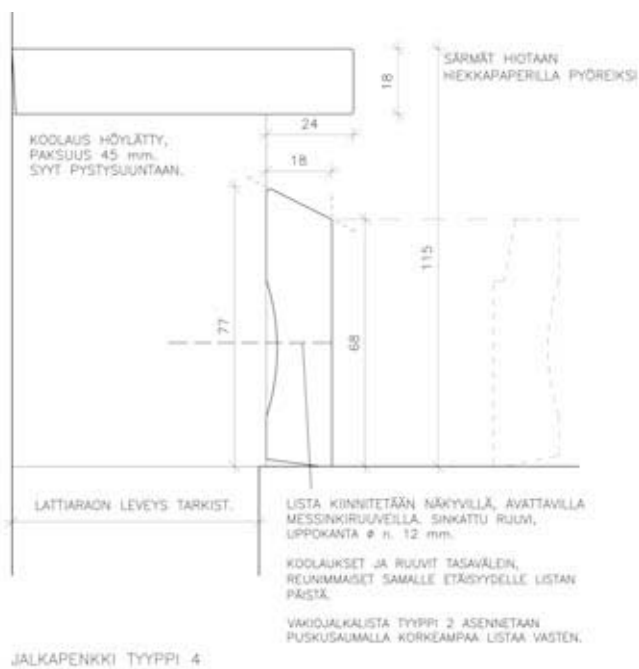 SÄRMÄT HIOTAAN
HIEKKAPAPERILLA PYÖREIKSI
18
24
18
KOOLAUS HÖYLÄTTY,
PAKSUUS 45 mm.
SYYT PYSTYSUUNTAAN.
115
77
68
LATTIARAON LEVEYS TARKIST.
LISTA KIINNITETÄÄN NÄKYVILLÄ, AVATTAVILLA
MESSINKIRUUVEILLA. SINKATTU RUUVI,
UPPOKANTA ø n. 12 mm.
KOOLAUKSET JA RUUVIT TASAVÄLEIN,
REUNIMMAISET SAMALLE ETÄISYYDELLE LISTAN
PÄISTÄ.
VAKIOJALKALISTA TYYPPI 2 ASENNETAAN
PUSKUSAUMALLA KORKEAMPAA LISTAA VASTEN.
JALKAPENKKI TYYPPI 4